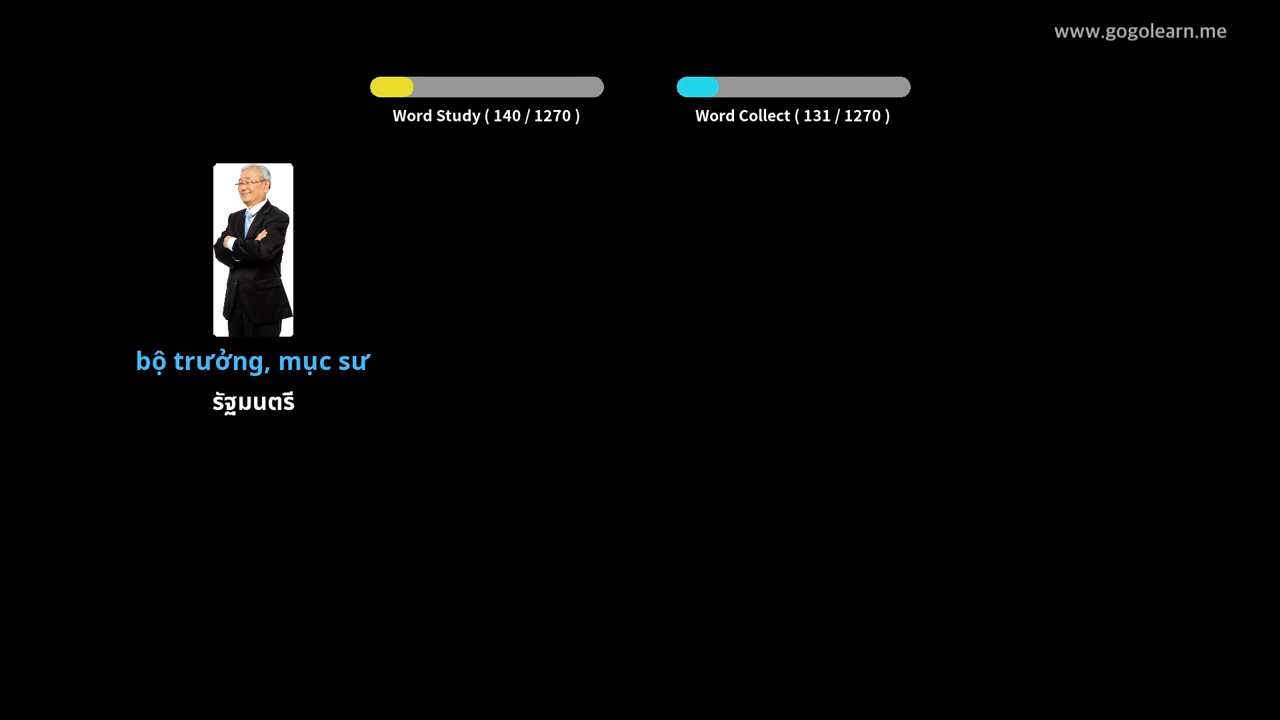 www.gogolearn.me
Word Study ( 140 / 1270 )
Word Collect ( 131 / 1270 )
bộ trưởng, mục sư
รัฐมนตรี